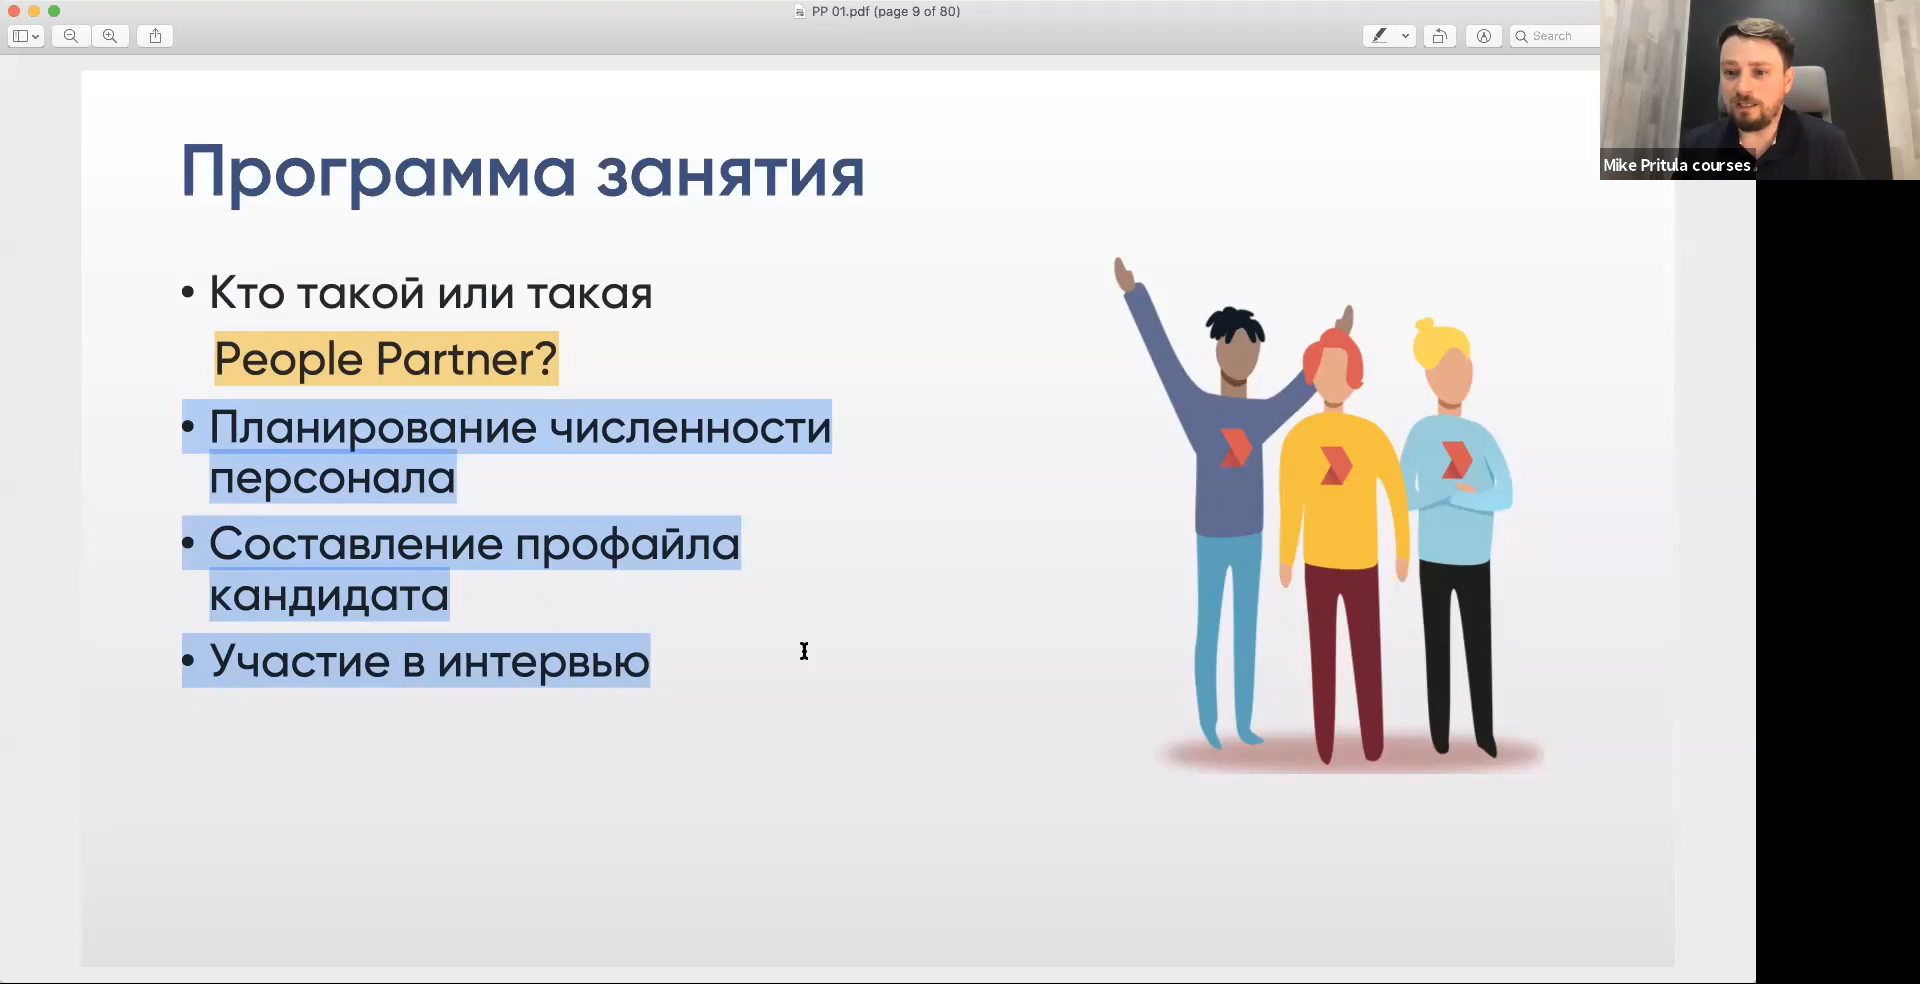 PP 01.pdf (page 9 of 80)
Search
Mike Pritula courses
Программа занятия
• Кто такой или такая
People Partner?
• Планирование численности
персонала
• Составление профайла
кандидата
• Участие в интервью